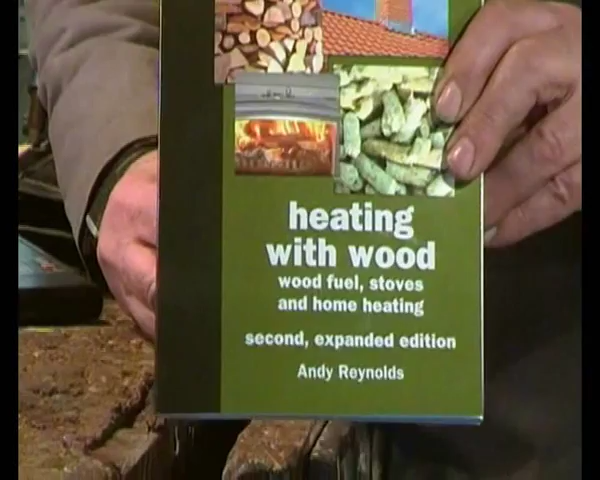 heating
with wood
wood fuel, stoves
and home heating
second, expanded edition
Andy Reynolds